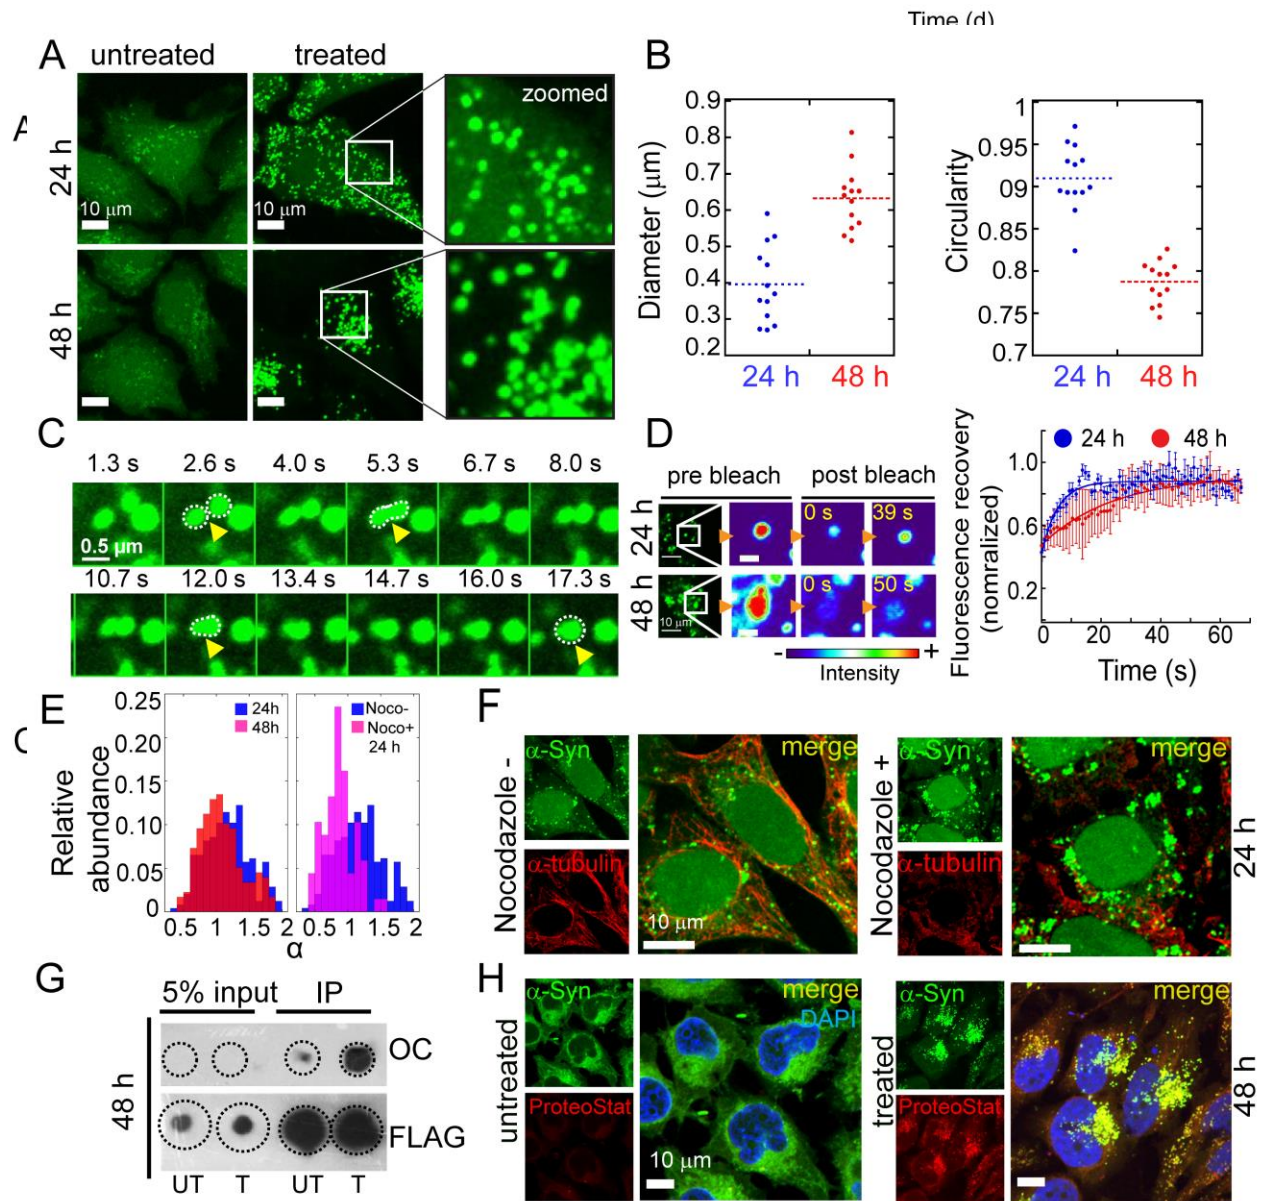 Time (d)
A
untreated
treated
zoomed
A
24 h
10 μm
10 μm
48 h
B
Diameter (μm)
0.9
0.8
0.7
0.6
0.5
0.4
0.3
0.2
24 h
48 h
Circularity
1
0.95
09
0.85
0.8
0.75
0.7
24 h
48 h
C
1.3 s
2.6 s
4.0 s
5.3 s
6.7 s
8.0 s
0.5 μm
10.7 s
12.0 s
13.4 s
14.7 s
16.0 s
17.3 s
D
pre bleach
post bleach
24 h
0 s
39 s
48 h
10 μm
0 s
50 s
-
+
Intensity
Fluorescence recovery
(nomralized)
24 h
48 h
1.0
0.6
0.2
0
20
40
60
Time (s)
E
Relative
abundance
0.25
0.20
0.15
0.10
0.05
0
24h
48h
Noco-
Noco+
24 h
0.5
1
1.5
2
0.5
1
1.5
2
α
F
Nocodazole -
α-Syn
α-tubulin
merge
10 μm
Nocodazole +
α-Syn
α-tubulin
merge
24 h
G
5% input
IP
48 h
OC
FLAG
UT
T
UT
T
H
untreated
α-Syn
ProteoStat
merge
DAPI
10 μm
treated
α-Syn
ProteoStat
merge
48 h